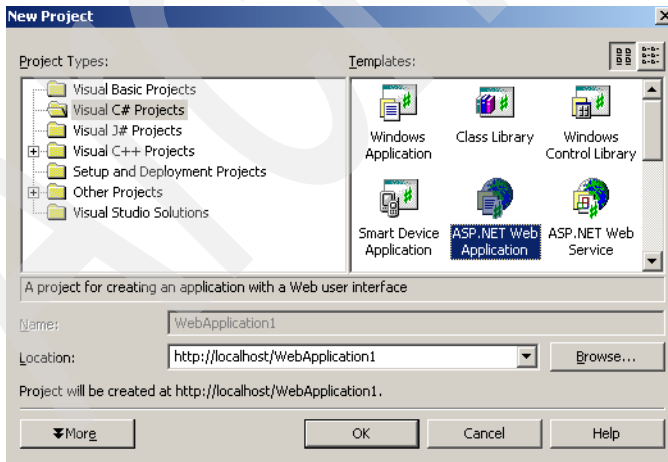 New Project
Project Types:
Templates:
Visual Basic Projects
Visual C# Projects
Visual J# Projects
Visual C++ Projects
Setup and Deployment Projects
Other Projects
Visual Studio Solutions
Windows
Application
Class Library
Windows
Control Library
Smart Device
Application
ASP.NET Web
Application
ASP.NET Web
Service
A project for creating an application with a Web user interface
Name:
WebApplication1
Location:
http://localhost/WebApplication1
Browse...
Project will be created at http://localhost/WebApplication1.
More
OK
Cancel
Help